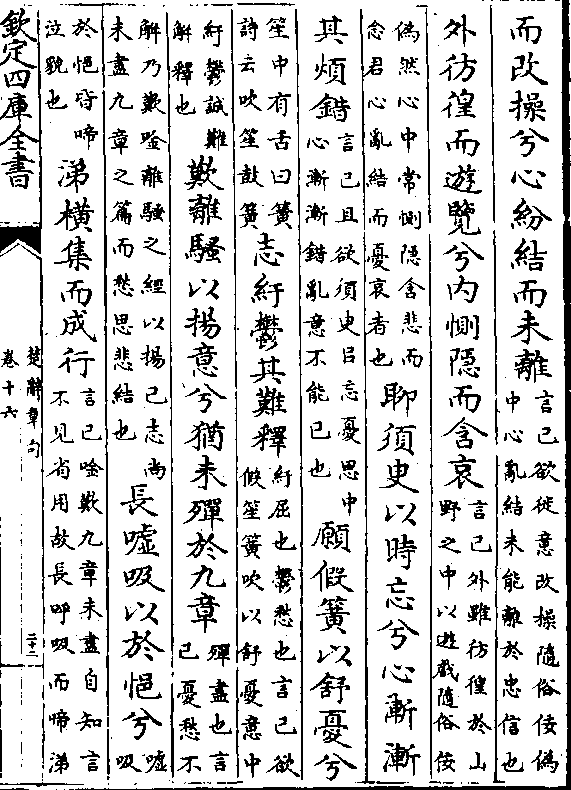 而改操兮心紛結而未離言己欲徙意改操隨俗佞偽中心亂結未能離於忠信也
外彷徨而遊覽兮內惻隱而含哀言己外雖彷徨於山野之中以遊戲隨俗佞
偽然心中常惻隱含悲而念君心亂結而憂哀者也聊須臾以時忘兮心漸漸
其煩錯言己且欲須臾㠯忘憂思中心漸漸錯亂意不能已也願假簧以舒憂兮
笙中有舌曰簧詩云吹笙鼓簧志紆鬱其難釋紆屈也鬱愁也言己欲假笙簧吹以舒憂意中
紆鬱誠難解釋也歎離騷以揚意兮猶未殫於九章殫盡也言己憂愁不
解乃歎唫離騷之經以揚己志尚未盡九章之篇而愁思悲結也長噓吸以於悒兮噓吸
於悒皆啼泣貌也涕橫集而成行言己唫歎九章未盡自知言不見省用故長呼吸而啼涕
欽定四庫全書
楚辭章句
卷十六
二十二